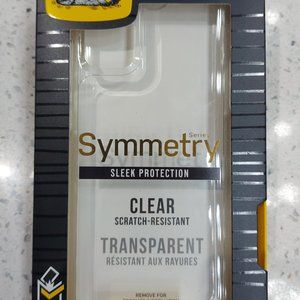 Series
Symmetry
SLEEK PROTECTION
CLEAR
SCRATCH-RESISTANT
TRANSPARENT
RÉSISTANT AUX RAYURES
REMOVE FOR